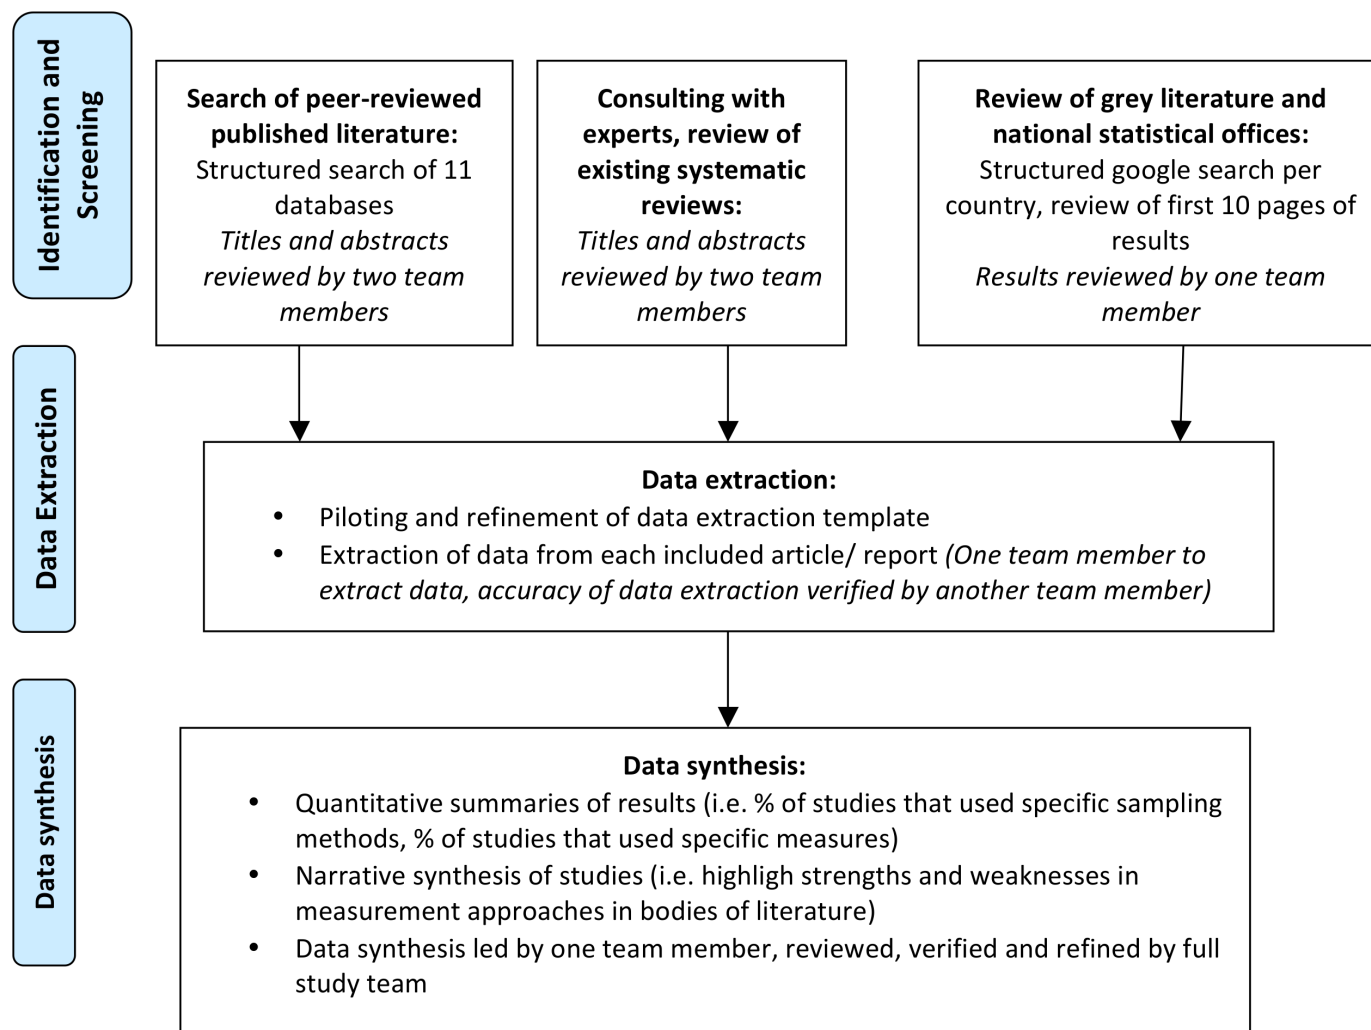 Identification and
Screening
Search of peer-reviewed
published literature:
Structured search of 11
databases
Titles and abstracts
reviewed by two team
members
Consulting with
experts, review of
existing systematic
reviews:
Titles and abstracts
reviewed by two team
members
Review of grey literature and
national statistical offices:
Structured google search per
country, review of first 10 pages of
results
Results reviewed by one team
member
Data Extraction
Data extraction:
• Piloting and refinement of data extraction template
• Extraction of data from each included article/ report (One team member to
extract data, accuracy of data extraction verified by another team member)
Data synthesis
Data synthesis:
• Quantitative summaries of results (i.e. % of studies that used specific sampling
methods, % of studies that used specific measures)
• Narrative synthesis of studies (i.e. highligh strengths and weaknesses in
measurement approaches in bodies of literature)
• Data synthesis led by one team member, reviewed, verified and refined by full
study team